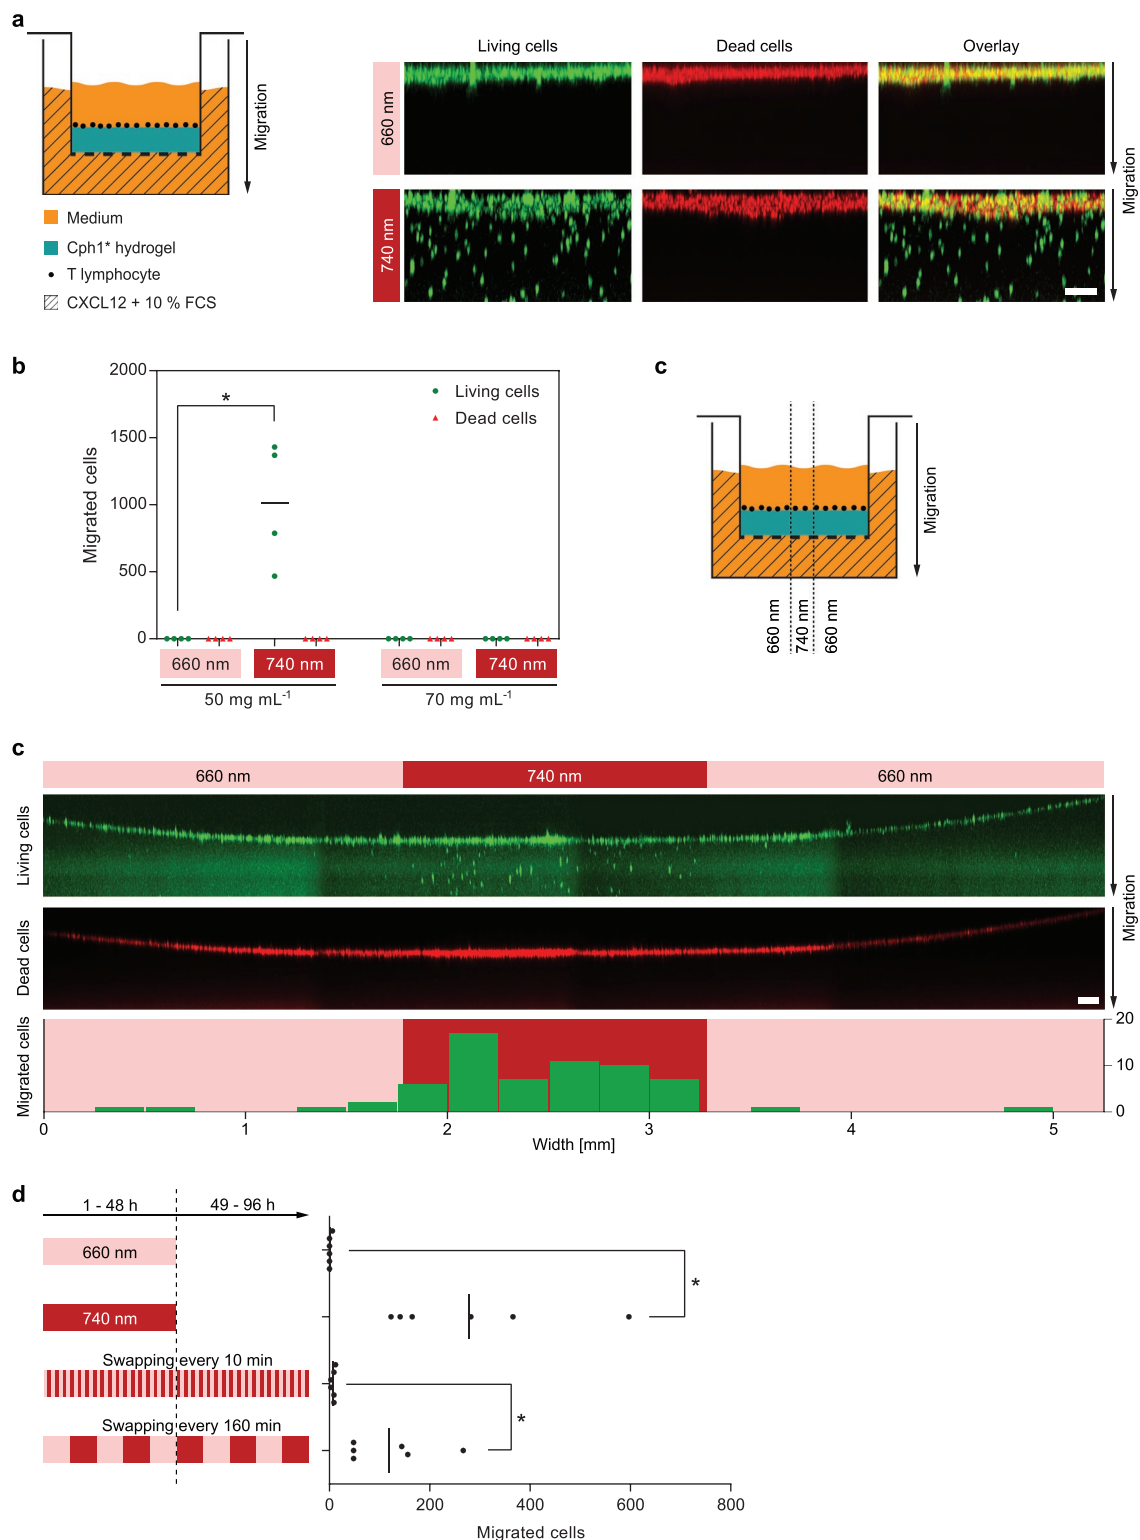 a
Migration
Medium
Cph1* hydrogel
T lymphocyte
CXCL12 + 10 % FCS
Living cells
Dead cells
Overlay
660 nm
740 nm
Migration
b
Migrated cells
2000
1500
1000
500
0
*
Living cells
Dead cells
660 nm
740 nm
660 nm
740 nm
50 mg mL⁻¹
70 mg mL⁻¹
c
Migration
660 nm
740 nm
660 nm
c
660 nm
740 nm
660 nm
Living cells
Dead cells
Migration
Migrated cells
20
10
0
0
1
2
3
4
5
Width [mm]
d
1 - 48 h
49 - 96 h
660 nm
740 nm
Swapping every 10 min
Swapping every 160 min
*
*
0
200
400
600
800
Migrated cells